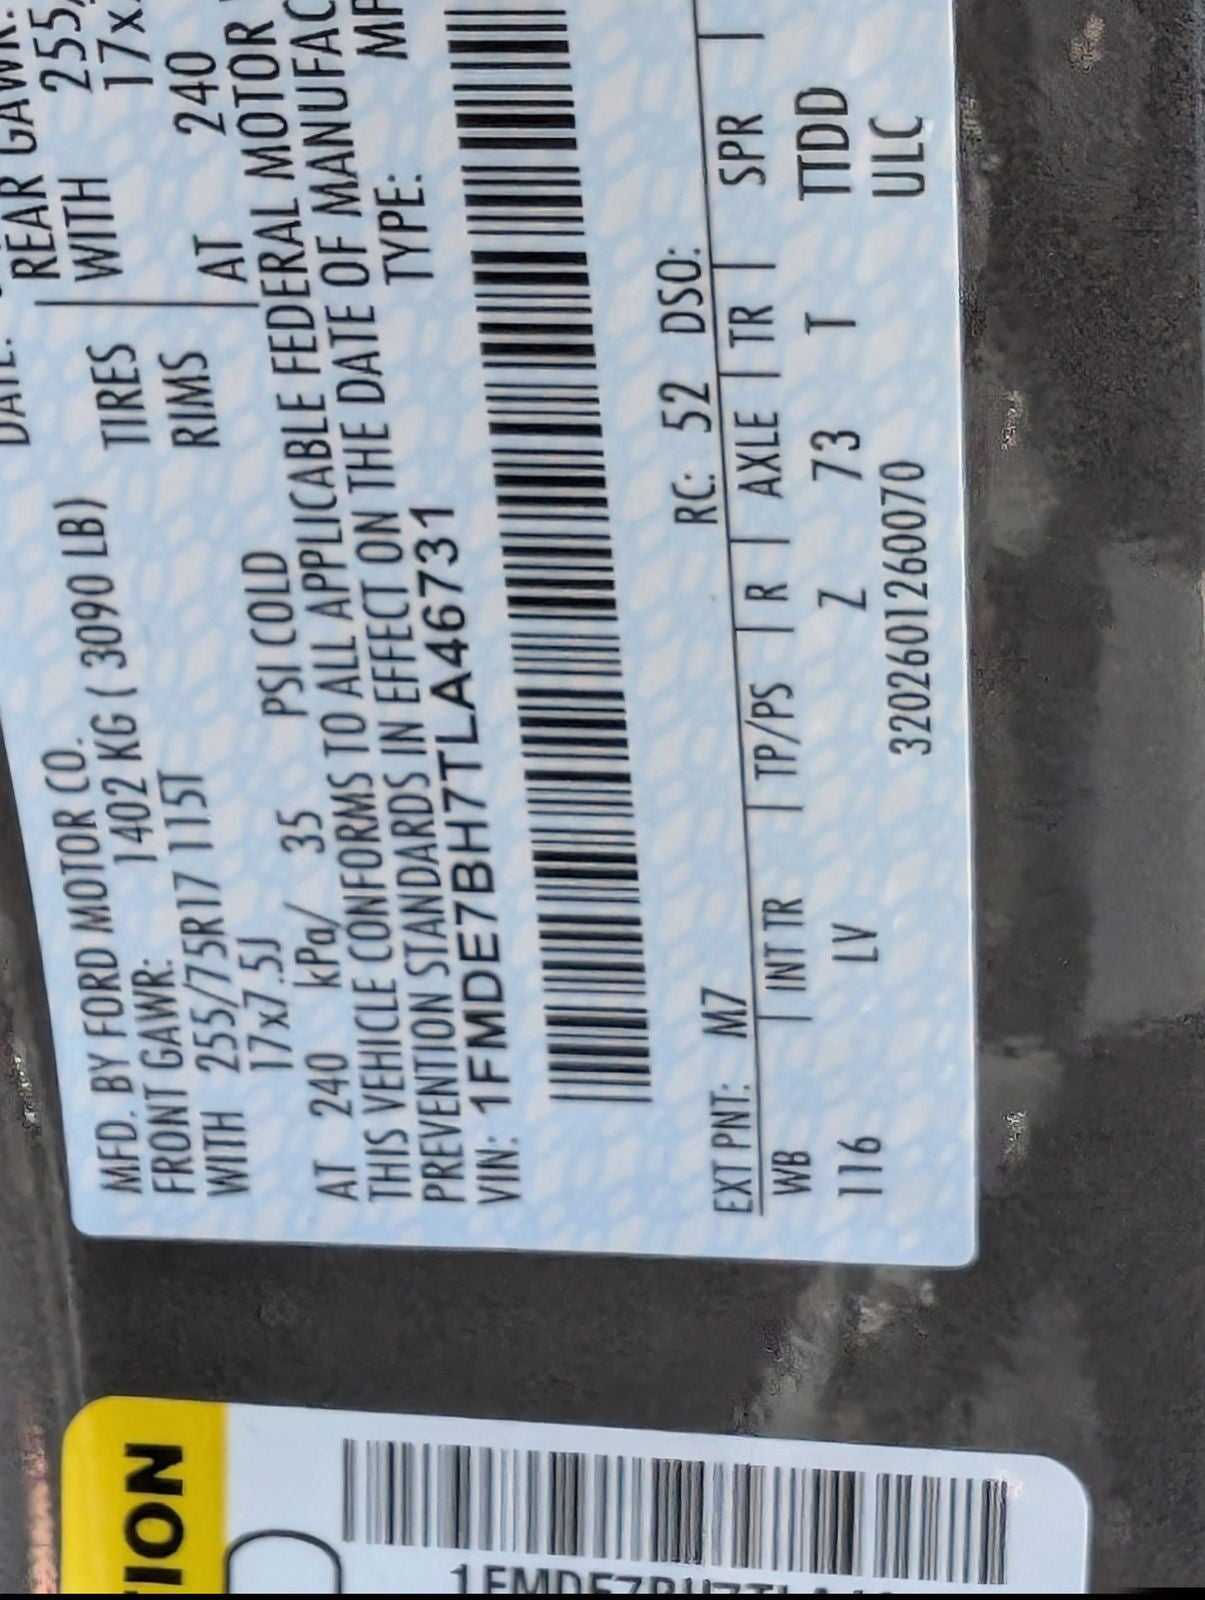 MFD. BY FORD MOTOR CO.
FRONT GAWR: REAR GAWR:
1402 KG ( 3090 LB) WITH
WITH 255/75R17 115T TIRES 17x
17x7.5J RIMS
AT 240 kPa/ 35 PSI COLD AT 240
THIS VEHICLE CONFORMS TO ALL APPLICABLE FEDERAL MOTOR
PREVENTION STANDARDS IN EFFECT ON THE DATE OF MANUFAC
VIN: 1FMDE7BH7TLA46731 TYPE:
EXT PNT: M7 RC: 52 DSO:
WB INT TR TP/PS R AXLE TR SPR
116 LV Z 73 T TTDD
3202601260070 ULC
TION